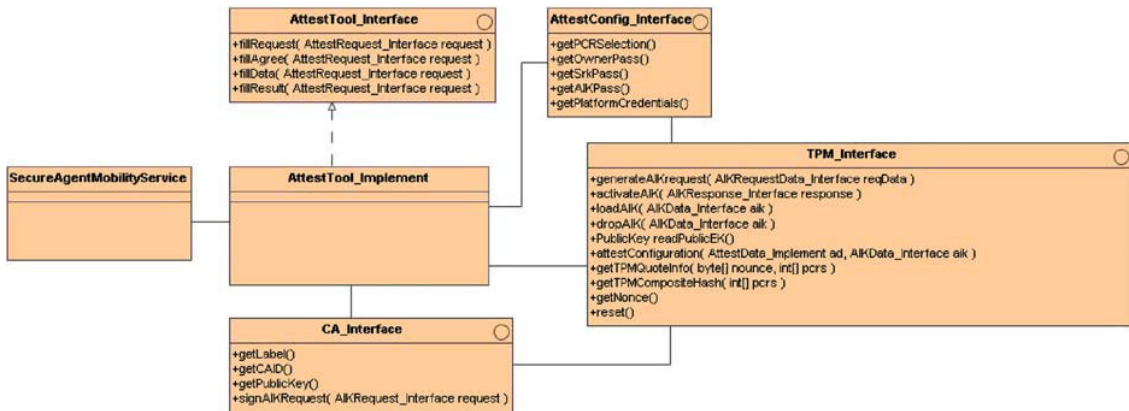 AttestTool_Interface
+fillRequest( AttestRequest_Interface request )
+fillAgree( AttestRequest_Interface request )
+fillData( AttestRequest_Interface request )
+fillResult( AttestRequest_Interface request )
AttestConfig_Interface
+getPCRSelection()
+getOwnerPass()
+getSrkPass()
+getAIKPass()
+getPlatformCredentials()
SecureAgentMobilityService
AttestTool_Implement
TPM_Interface
+generateAIKrequest( AIKRequestData_Interface reqData )
+activateAIK( AIKResponse_Interface response )
+loadAIK( AIKData_Interface aik )
+dropAIK( AIKData_Interface aik )
+PublicKey readPublicEK()
+attestConfiguration( AttestData_Implement ad, AIKData_Interface aik )
+getTPMQuoteInfo( byte[] nounce, int[] pcrs )
+getTPMCompositeHash( int[] pcrs )
+getNonce()
+reset()
CA_Interface
+getLabel()
+getCAID()
+getPublicKey()
+signAIKRequest( AIKRequest_Interface request )